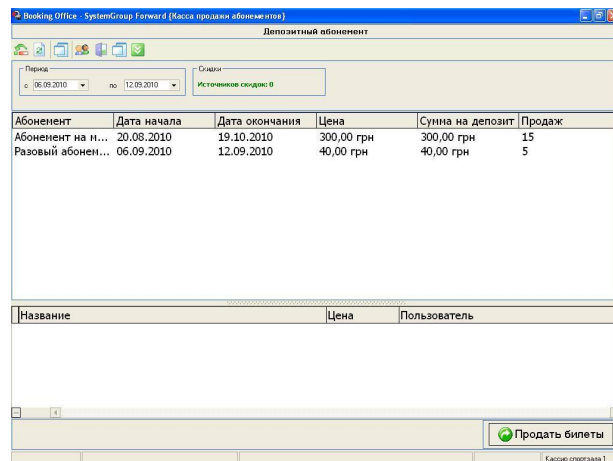 Booking Office - SystemGroup Forward (Касса продажи абонементов)
Депозитный абонемент
Период
Скидки
с 06.09.2010 по 12.09.2010
Источников скидок: 0
Абонемент Дата начала Дата окончания Цена Сумма на депозит Продаж
Абонемент на м... 20.08.2010 19.10.2010 300,00 грн 300,00 грн 15
Разовый абонем... 06.09.2010 12.09.2010 40,00 грн 40,00 грн 5
Название Цена Пользователь
Продать билеты
Кассир спортзала 1